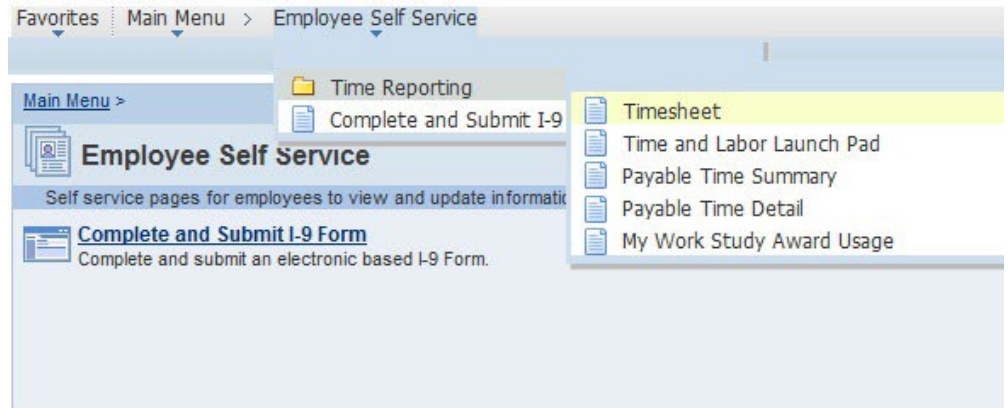 Favorites Main Menu > Employee Self Service
Time Reporting
Complete and Submit I-9
Timesheet
Time and Labor Launch Pad
Payable Time Summary
Payable Time Detail
My Work Study Award Usage
Main Menu >
Employee Self Service
Self service pages for employees to view and update
Complete and Submit I-9 Form
Complete and submit an electronic based I-9 Form.